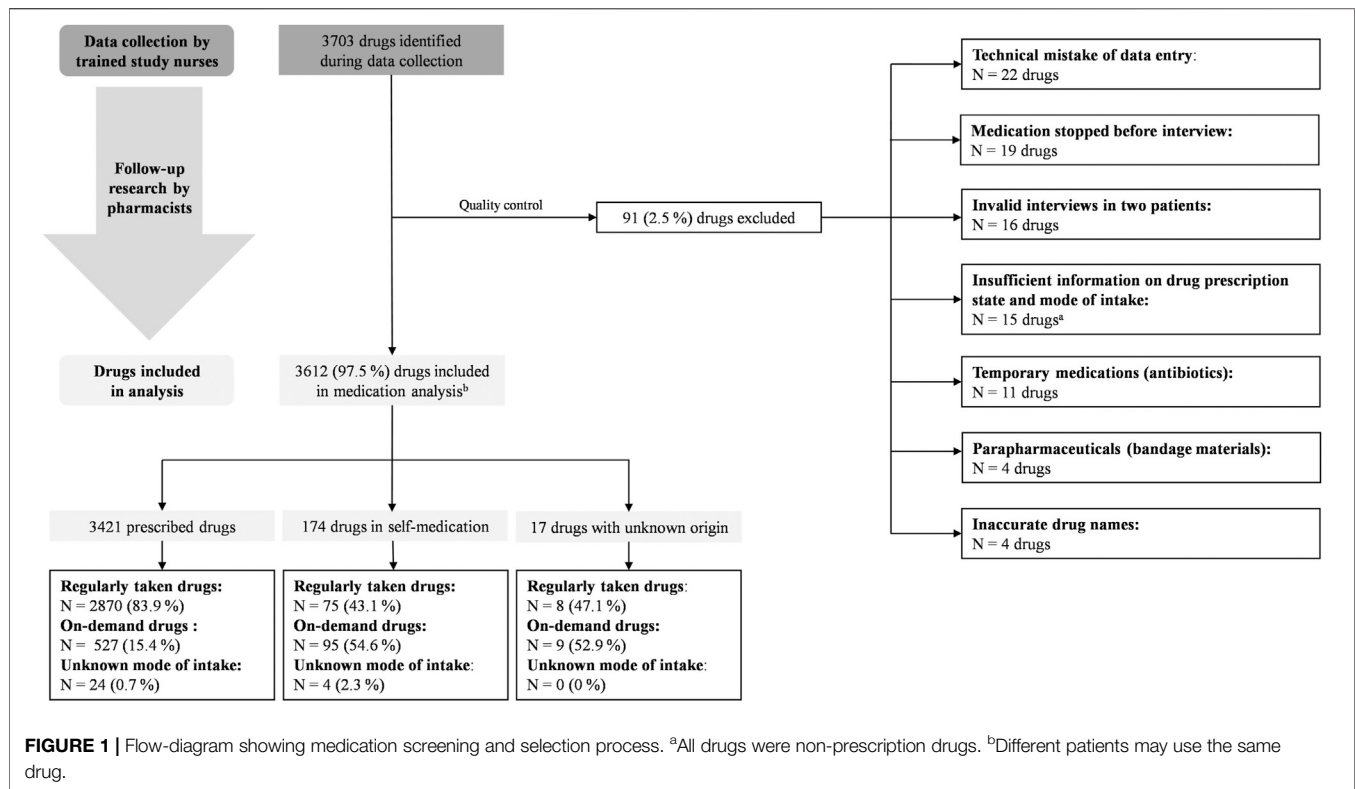 Data collection by
trained study nurses
3703 drugs identified
during data collection
Follow-up
research by
pharmacists
Quality control
91 (2.5 %) drugs excluded
Technical mistake of data entry:
N = 22 drugs
Medication stopped before interview:
N = 19 drugs
Invalid interviews in two patients:
N = 16 drugs
Insufficient information on drug prescription
state and mode of intake:
N = 15 drugsᵃ
Temporary medications (antibiotics):
N = 11 drugs
Parapharmaceuticals (bandage materials):
N = 4 drugs
Inaccurate drug names:
N = 4 drugs
Drugs included
in analysis
3612 (97.5 %) drugs included
in medication analysisᵇ
3421 prescribed drugs
Regularly taken drugs:
N = 2870 (83.9 %)
On-demand drugs :
N = 527 (15.4 %)
Unknown mode of intake:
N = 24 (0.7 %)
174 drugs in self-medication
Regularly taken drugs:
N = 75 (43.1 %)
On-demand drugs:
N = 95 (54.6 %)
Unknown mode of intake:
N = 4 (2.3 %)
17 drugs with unknown origin
Regularly taken drugs:
N = 8 (47.1 %)
On-demand drugs:
N = 9 (52.9 %)
Unknown mode of intake:
N = 0 (0 %)
FIGURE 1 | Flow-diagram showing medication screening and selection process. ᵃAll drugs were non-prescription drugs. ᵇDifferent patients may use the same
drug.